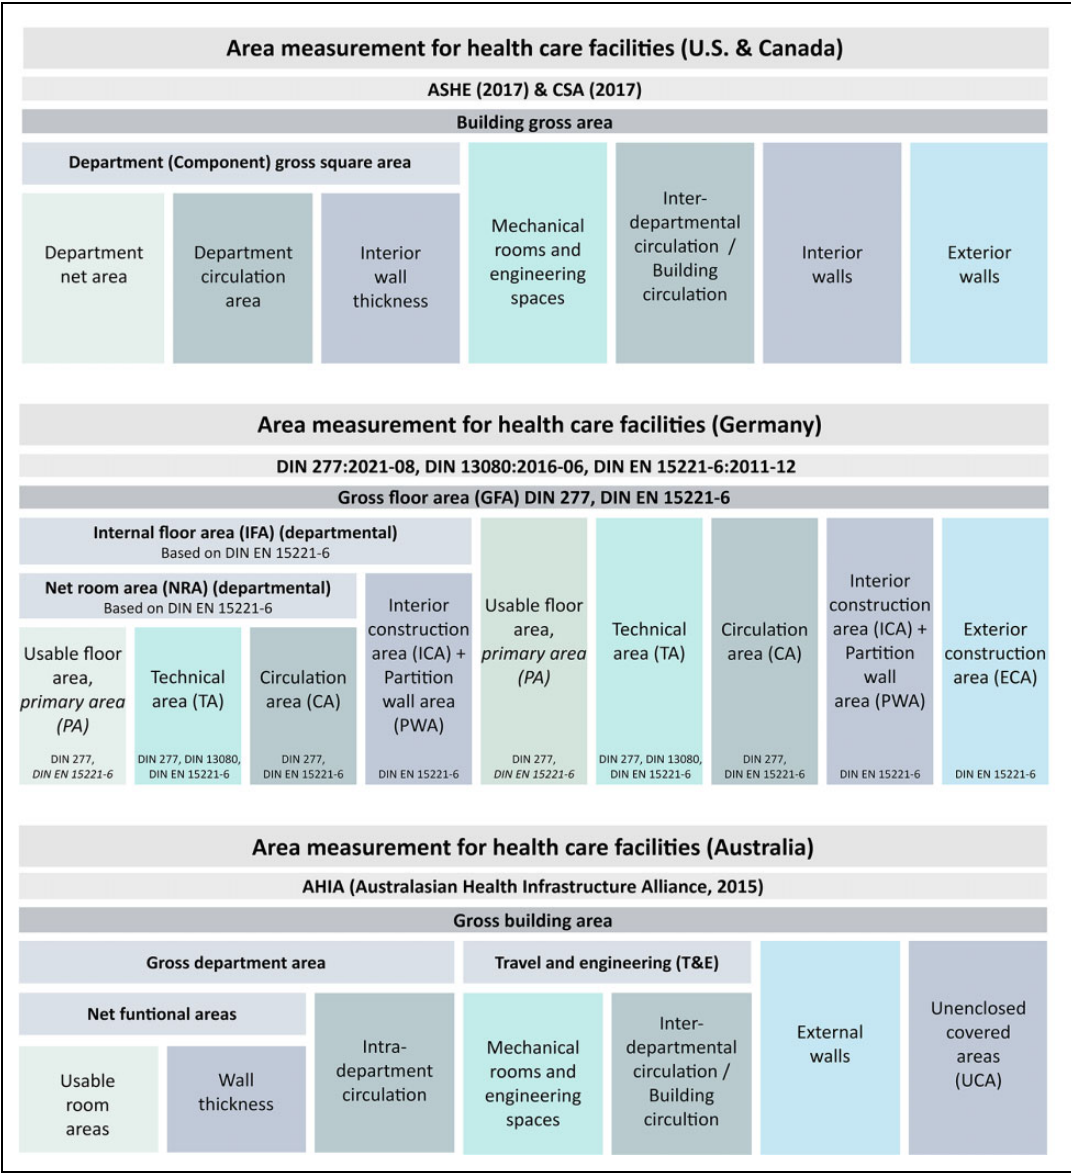 Area measurement for health care facilities (U.S. & Canada)
ASHE (2017) & CSA (2017)
Building gross area
Department (Component) gross square area
Department
net area
Department
circulation
area
Interior
wall
thickness
Mechanical
rooms and
engineering
spaces
Inter-
departmental
circulation /
Building
circulation
Interior
walls
Exterior
walls
Area measurement for health care facilities (Germany)
DIN 277:2021-08, DIN 13080:2016-06, DIN EN 15221-6:2011-12
Gross floor area (GFA) DIN 277, DIN EN 15221-6
Internal floor area (IFA) (departmental)
Based on DIN EN 15221-6
Net room area (NRA) (departmental)
Based on DIN EN 15221-6
Usable floor
area,
primary area
(PA)
DIN 277,
DIN EN 15221-6
Technical
area (TA)
DIN 277, DIN 13080,
DIN EN 15221-6
Circulation
area (CA)
DIN 277,
DIN EN 15221-6
Interior
construction
area (ICA) +
Partition
wall area
(PWA)
DIN EN 15221-6
Usable floor
area,
primary area
(PA)
DIN 277,
DIN EN 15221-6
Technical
area (TA)
DIN 277, DIN 13080,
DIN EN 15221-6
Circulation
area (CA)
DIN 277,
DIN EN 15221-6
Interior
construction
area (ICA) +
Partition
wall
area (PWA)
DIN EN 15221-6
Exterior
construction
area (ECA)
DIN EN 15221-6
Area measurement for health care facilities (Australia)
AHIA (Australasian Health Infrastructure Alliance, 2015)
Gross building area
Gross department area
Net funtional areas
Usable
room
areas
Wall
thickness
Intra-
department
circulation
Travel and engineering (T&E)
Mechanical
rooms and
engineering
spaces
Inter-
departmental
circulation /
Building
circultion
External
walls
Unenclosed
covered
areas
(UCA)